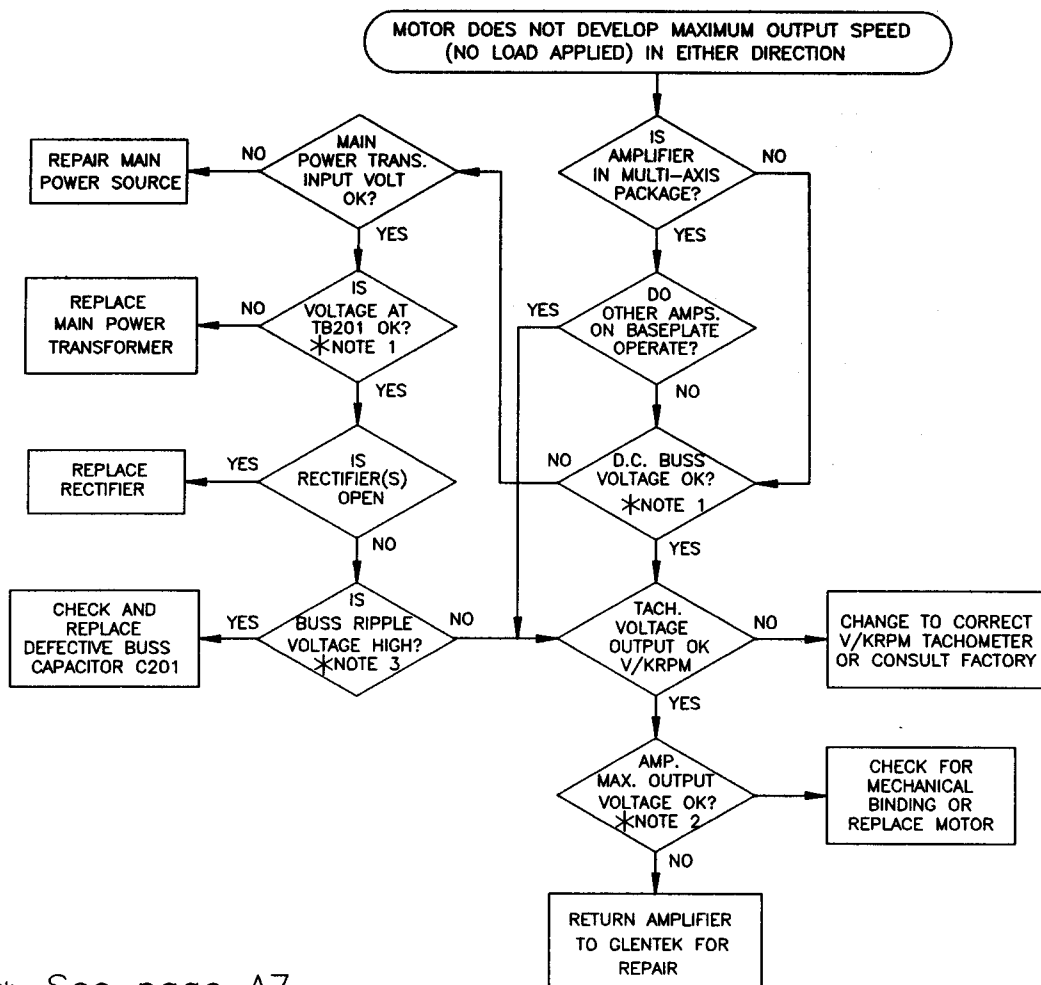 MOTOR DOES NOT DEVELOP MAXIMUM OUTPUT SPEED
(NO LOAD APPLIED) IN EITHER DIRECTION
IS
AMPLIFIER
IN MULTI-AXIS
PACKAGE?
NO
YES
DO
OTHER AMPS.
ON BASEPLATE
OPERATE?
YES
NO
D.C. BUSS
VOLTAGE OK?
*NOTE 1
NO
YES
MAIN
POWER TRANS.
INPUT VOLT
OK?
NO
REPAIR MAIN
POWER SOURCE
YES
IS
VOLTAGE AT
TB201 OK?
*NOTE 1
NO
REPLACE
MAIN POWER
TRANSFORMER
YES
IS
RECTIFIER(S)
OPEN
YES
REPLACE
RECTIFIER
NO
IS
BUSS RIPPLE
VOLTAGE HIGH?
*NOTE 3
YES
CHECK AND
REPLACE
DEFECTIVE BUSS
CAPACITOR C201
NO
TACH.
VOLTAGE
OUTPUT OK
V/KRPM
NO
CHANGE TO CORRECT
V/KRPM TACHOMETER
OR CONSULT FACTORY
YES
AMP.
MAX. OUTPUT
VOLTAGE OK?
*NOTE 2
CHECK FOR
MECHANICAL
BINDING OR
REPLACE MOTOR
NO
RETURN AMPLIFIER
TO GLENTEK FOR
REPAIR
See page